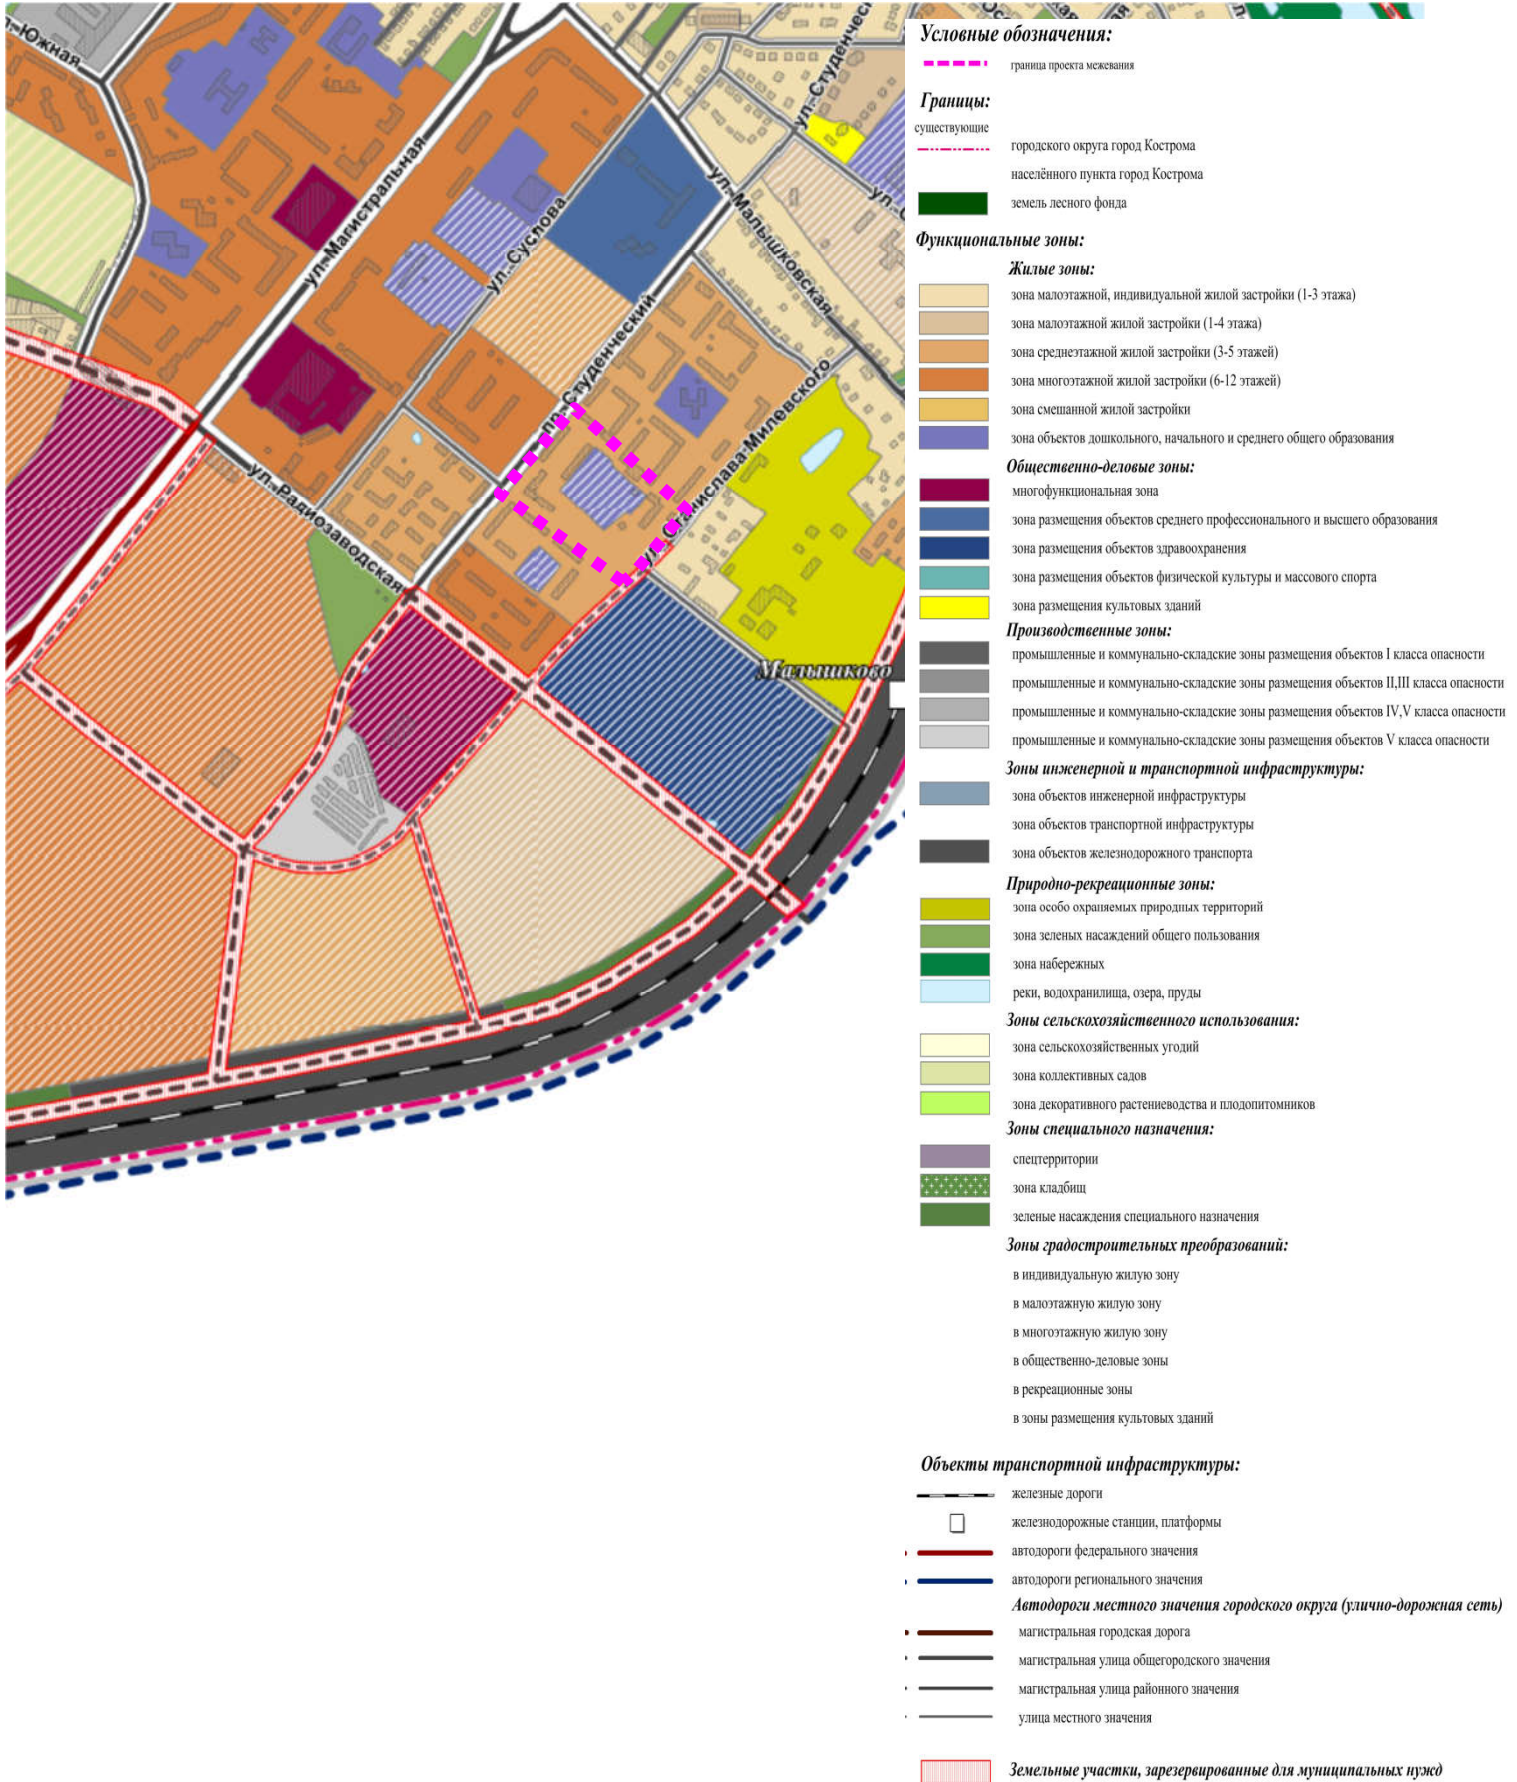 Южная
ул. Магистральная
ул. Суслова
ул. Малышковская
пр. Студенческий
ул. Станислава Милевского
ул. Радиозаводская
Малышково
Условные обозначения:
граница проекта межевания
Границы:
существующие
городского округа город Кострома
населённого пункта город Кострома
земель лесного фонда
Функциональные зоны:
Жилые зоны:
зона малоэтажной, индивидуальной жилой застройки (1-3 этажа)
зона малоэтажной жилой застройки (1-4 этажа)
зона среднеэтажной жилой застройки (3-5 этажей)
зона многоэтажной жилой застройки (6-12 этажей)
зона смешанной жилой застройки
зона объектов дошкольного, начального и среднего общего образования
Общественно-деловые зоны:
многофункциональная зона
зона размещения объектов среднего профессионального и высшего образования
зона размещения объектов здравоохранения
зона размещения объектов физической культуры и массового спорта
зона размещения культовых зданий
Производственные зоны:
промышленные и коммунально-складские зоны размещения объектов I класса опасности
промышленные и коммунально-складские зоны размещения объектов II,III класса опасности
промышленные и коммунально-складские зоны размещения объектов IV,V класса опасности
промышленные и коммунально-складские зоны размещения объектов V класса опасности
Зоны инженерной и транспортной инфраструктуры:
зона объектов инженерной инфраструктуры
зона объектов транспортной инфраструктуры
зона объектов железнодорожного транспорта
Природно-рекреационные зоны:
зона особо охраняемых природных территорий
зона зеленых насаждений общего пользования
зона набережных
реки, водохранилища, озера, пруды
Зоны сельскохозяйственного использования:
зона сельскохозяйственных угодий
зона коллективных садов
зона декоративного растениеводства и плодопитомников
Зоны специального назначения:
спецтерритории
зона кладбищ
зеленые насаждения специального назначения
Зоны градостроительных преобразований:
в индивидуальную жилую зону
в малоэтажную жилую зону
в многоэтажную жилую зону
в общественно-деловые зоны
в рекреационные зоны
в зоны размещения культовых зданий
Объекты транспортной инфраструктуры:
железные дороги
железнодорожные станции, платформы
автодороги федерального значения
автодороги регионального значения
Автодороги местного значения городского округа (улично-дорожная сеть)
магистральная городская дорога
магистральная улица общегородского значения
магистральная улица районного значения
улица местного значения
Земельные участки, зарезервированные для муниципальных нужд